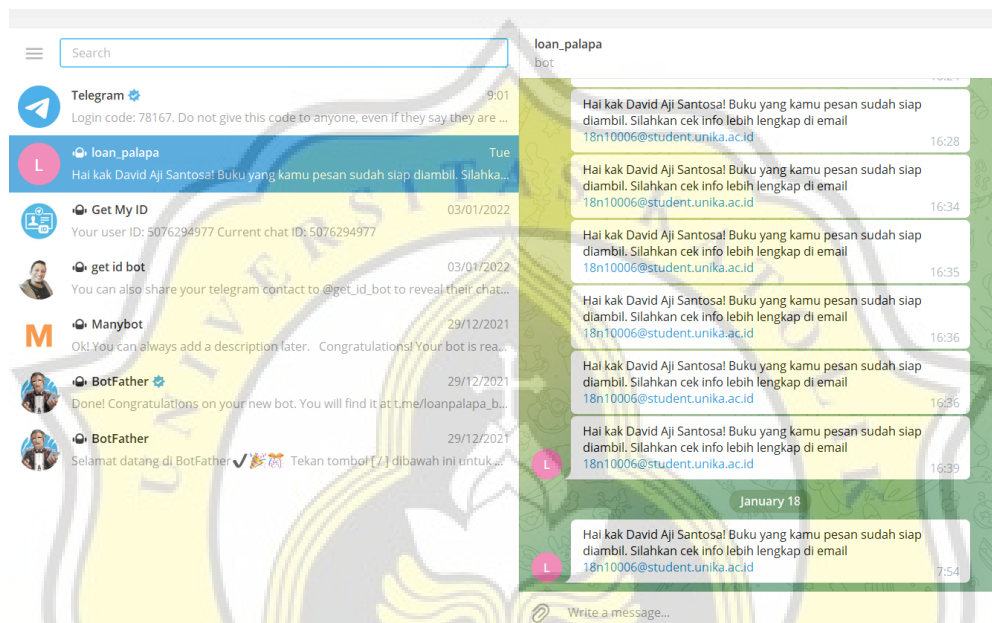 Search
Telegram
9:01
Login code: 78167. Do not give this code to anyone, even if they say they are ...
L
loan_palapa
Tue
Hai kak David Aji Santosa! Buku yang kamu pesan sudah siap diambil. Silahka...
Get My ID
03/01/2022
Your user ID: 5076294977 Current chat ID: 5076294977
get id bot
03/01/2022
You can also share your telegram contact to @get_id_bot to reveal their chat...
M
Manybot
29/12/2021
Ok! You can always add a description later. Congratulations! Your bot is rea...
BotFather
29/12/2021
Done! Congratulations on your new bot. You will find it at t.me/loanpalapa_b...
BotFather
29/12/2021
Selamat datang di BotFather ✔🎉🎊 Tekan tombol [ / ] dibawah ini untuk ...
loan_palapa
bot
Hai kak David Aji Santosa! Buku yang kamu pesan sudah siap
diambil. Silahkan cek info lebih lengkap di email
18n10006@student.unika.ac.id
16:28
Hai kak David Aji Santosa! Buku yang kamu pesan sudah siap
diambil. Silahkan cek info lebih lengkap di email
18n10006@student.unika.ac.id
16:34
Hai kak David Aji Santosa! Buku yang kamu pesan sudah siap
diambil. Silahkan cek info lebih lengkap di email
18n10006@student.unika.ac.id
16:35
Hai kak David Aji Santosa! Buku yang kamu pesan sudah siap
diambil. Silahkan cek info lebih lengkap di email
18n10006@student.unika.ac.id
16:36
Hai kak David Aji Santosa! Buku yang kamu pesan sudah siap
diambil. Silahkan cek info lebih lengkap di email
18n10006@student.unika.ac.id
16:36
Hai kak David Aji Santosa! Buku yang kamu pesan sudah siap
diambil. Silahkan cek info lebih lengkap di email
18n10006@student.unika.ac.id
16:39
L
January 18
Hai kak David Aji Santosa! Buku yang kamu pesan sudah siap
diambil. Silahkan cek info lebih lengkap di email
18n10006@student.unika.ac.id
7:54
L
Write a message...